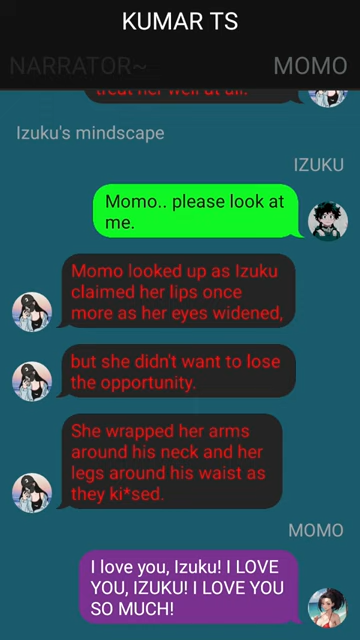 KUMAR TS
NARRATOR~
MOMO
treat her well at all.
Izuku's mindscape
IZUKU
Momo.. please look at
me.
Momo looked up as Izuku
claimed her lips once
more as her eyes widened,
but she didn't want to lose
the opportunity.
She wrapped her arms
around his neck and her
legs around his waist as
they ki*sed.
MOMO
I love you, Izuku! I LOVE
YOU, IZUKU! I LOVE YOU
SO MUCH!